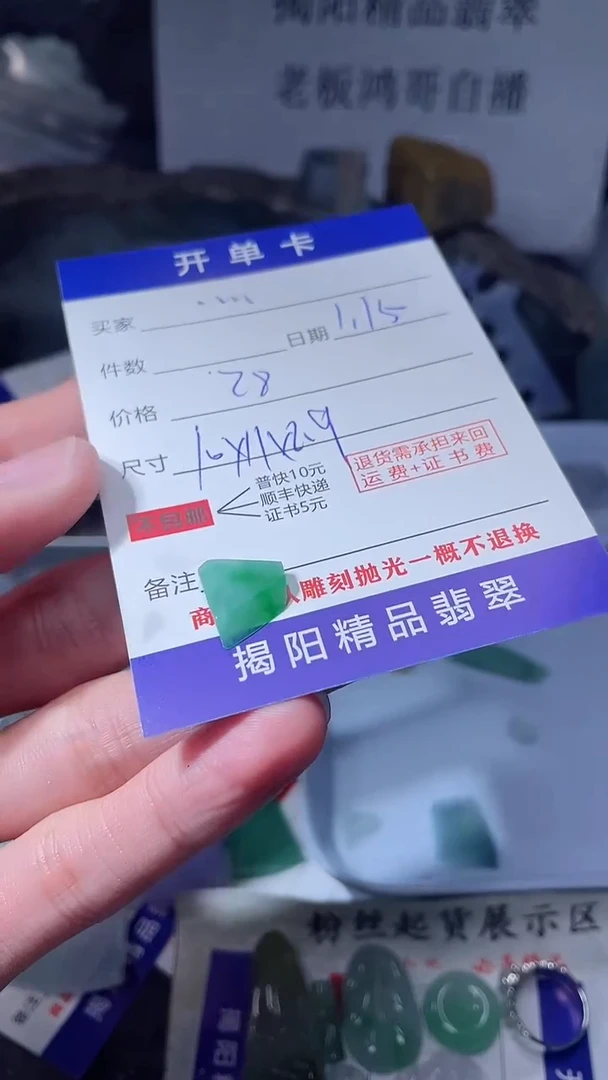 揭阳精品翡翠
老板鸿哥自播
开单卡
买家
日期 1.15
件数
价格 28
尺寸 10X11X2.9
退货需承担来回
运费+证书费
普快10元
顺丰快递
证书5元
备注
商 认雕刻抛光一概不退换
揭阳精品翡翠
粉丝起货展示区